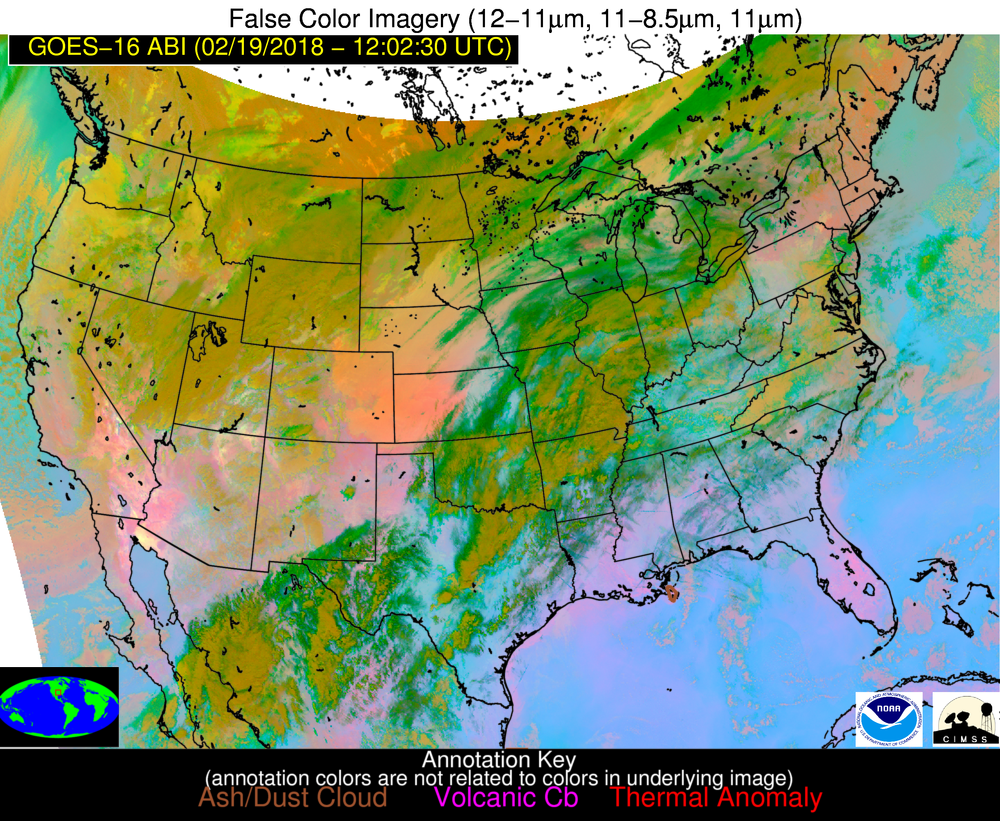 False Color Imagery (12−11µm, 11−8.5µm, 11µm)
GOES−16 ABI (02/19/2018 − 12:02:30 UTC)
NOAA
CIMSS
Annotation Key
(annotation colors are not related to colors in underlying image)
Ash/Dust Cloud Volcanic Cb Thermal Anomaly